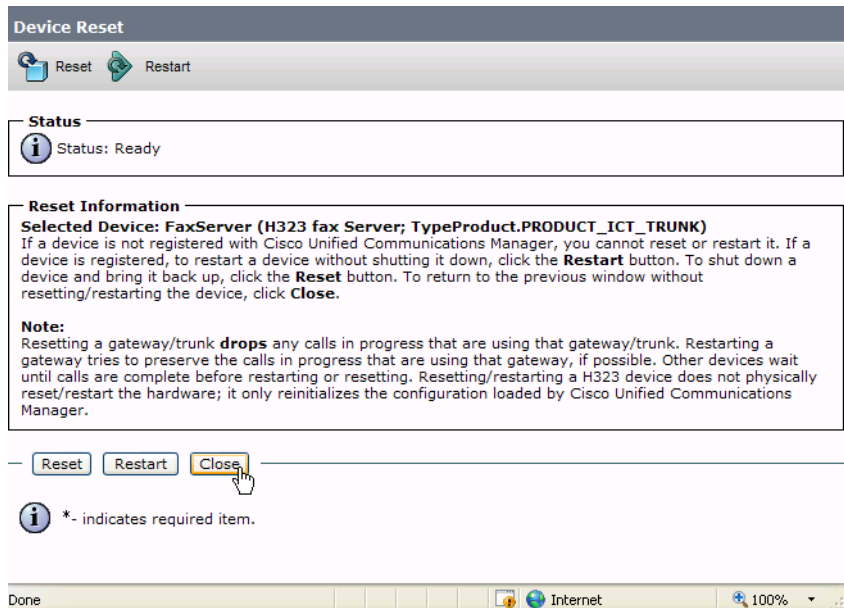 Device Reset
Reset Restart
Status
Status: Ready
Reset Information
Selected Device: FaxServer (H323 fax Server; TypeProduct.PRODUCT_ICT_TRUNK)
If a device is not registered with Cisco Unified Communications Manager, you cannot reset or restart it. If a
device is registered, to restart a device without shutting it down, click the Restart button. To shut down a
device and bring it back up, click the Reset button. To return to the previous window without
resetting/restarting the device, click Close.
Note:
Resetting a gateway/trunk drops any calls in progress that are using that gateway/trunk. Restarting a
gateway tries to preserve the calls in progress that are using that gateway, if possible. Other devices wait
until calls are complete before restarting or resetting. Resetting/restarting a H323 device does not physically
reset/restart the hardware; it only reinitializes the configuration loaded by Cisco Unified Communications
Manager.
Reset Restart Close
*- indicates required item.
Done Internet 100%